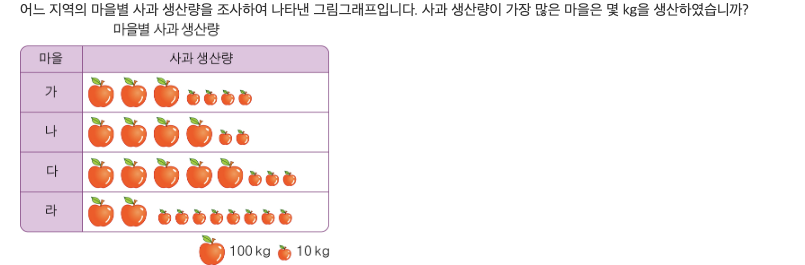 어느 지역의 마을별 사과 생산량을 조사하여 나타낸 그림그래프입니다. 사과 생산량이 가장 많은 마을은 몇 kg을 생산하였습니까?
마을별 사과 생산량
마을 사과 생산량
가
나
다
라
100 kg 10 kg